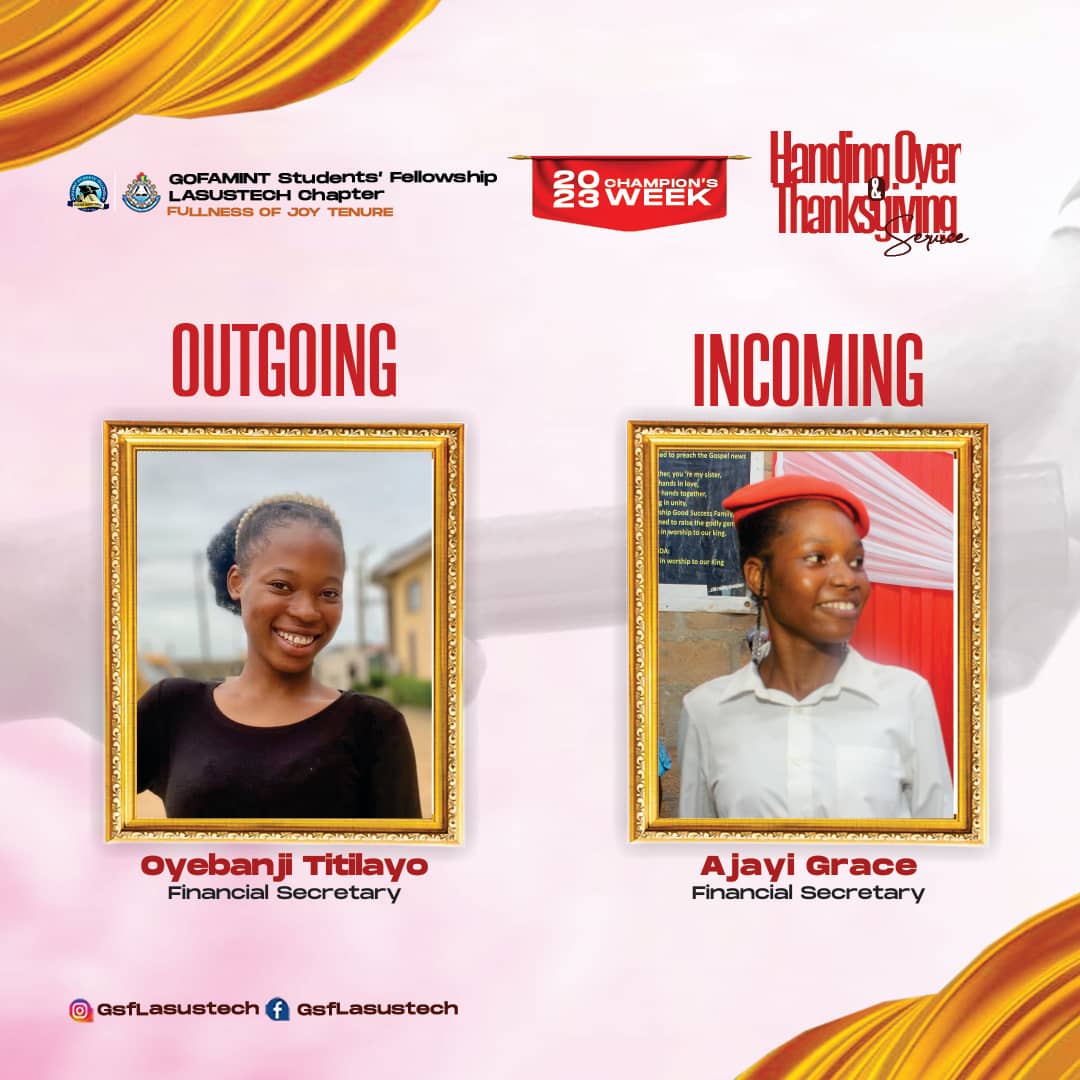 GOFAMINT Students' Fellowship
LASUSTECH Chapter
FULLNESS OF JOY TENURE
2023 CHAMPION'S WEEK
Handing Over
&
Thanksgiving
Service
OUTGOING
INCOMING
ed to preach the Gospel news
her, you 're my sister,
hands in love,
hands together,
g in unity,
ship Good Success Family,
ned to raise the godly gen
in worship to our king.
DA:
in worship to our King
Oyebanji Titilayo
Financial Secretary
Ajayi Grace
Financial Secretary
GsfLasustech
GsfLasustech